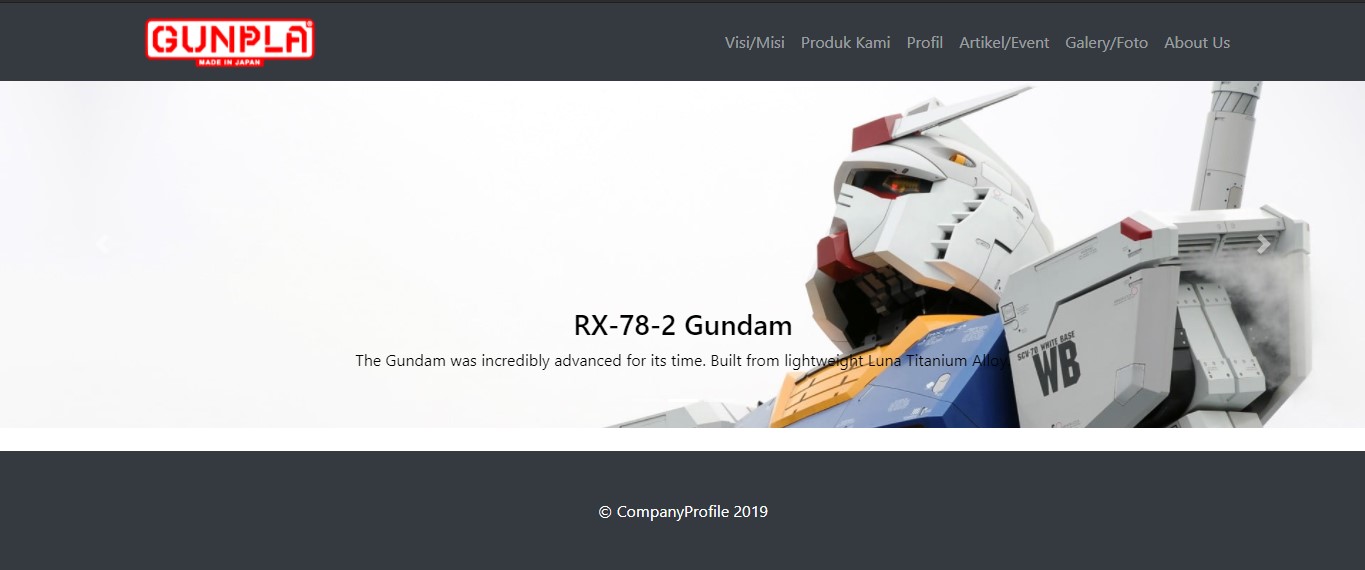 GUNPLA
MADE IN JAPAN
Visi/Misi Produk Kami Profil Artikel/Event Galery/Foto About Us
RX-78-2 Gundam
The Gundam was incredibly advanced for its time. Built from lightweight Luna Titanium Alloy
SCV-70 WHITE BASE
WB
© CompanyProfile 2019